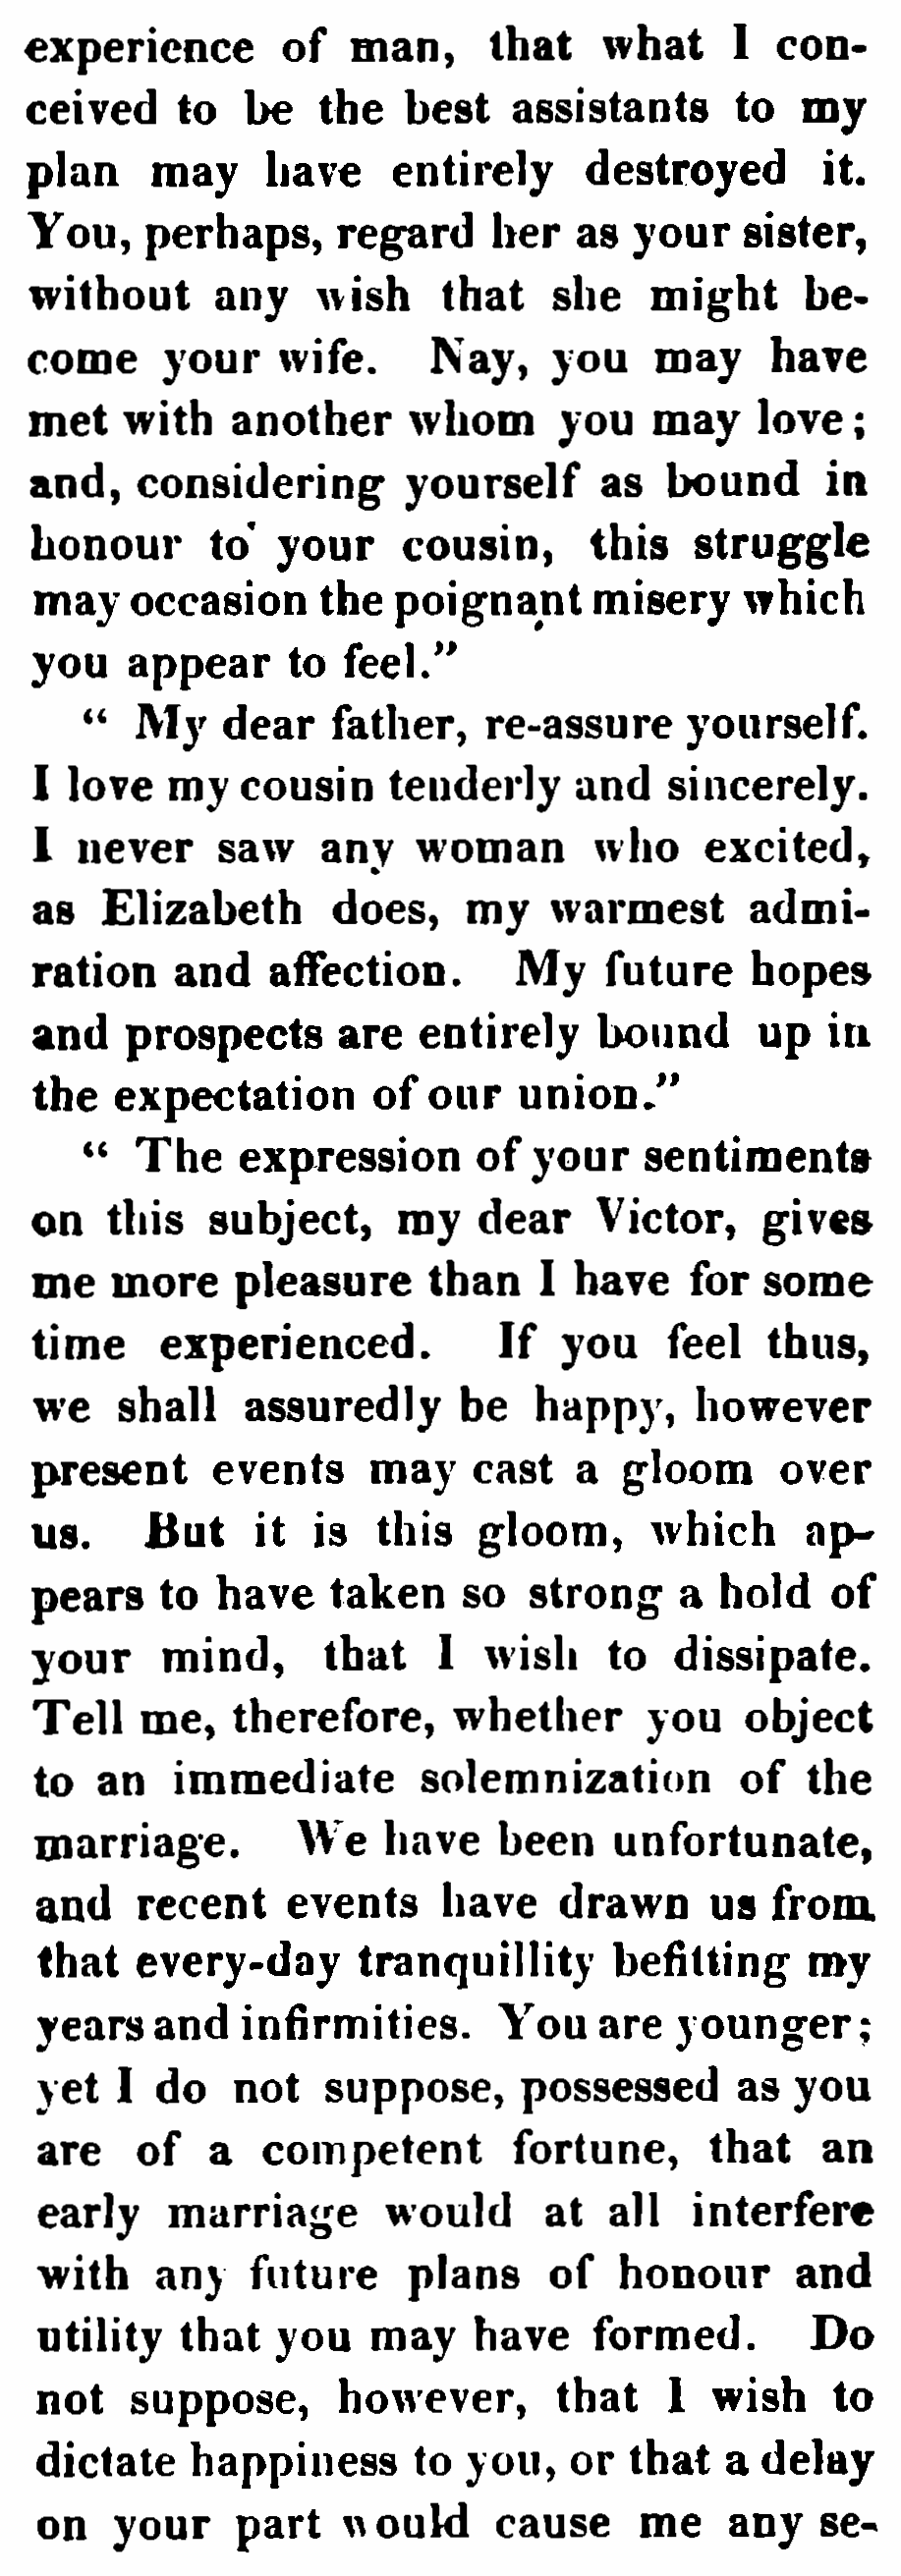 experience of man, that what I con-
ceived to be the best assistants to my
plan may have entirely destroyed it.
You, perhaps, regard her as your sister,
without any wish that she might be-
come your wife. Nay, you may have
met with another whom you may love;
and, considering yourself as bound in
honour to your cousin, this struggle
may occasion the poignant misery which
you appear to feel.”
“ My dear father, re-assure yourself.
I love my cousin tenderly and sincerely.
I never saw any woman who excited,
as Elizabeth does, my warmest admi-
ration and affection. My future hopes
and prospects are entirely bound up in
the expectation of our union.”
“ The expression of your sentiments
on this subject, my dear Victor, gives
me more pleasure than I have for some
time experienced. If you feel thus,
we shall assuredly be happy, however
present events may cast a gloom over
us. But it is this gloom, which ap-
pears to have taken so strong a hold of
your mind, that I wish to dissipate.
Tell me, therefore, whether you object
to an immediate solemnization of the
marriage. We have been unfortunate,
and recent events have drawn us from
that every-day tranquillity befitting my
years and infirmities. You are younger;
yet I do not suppose, possessed as you
are of a competent fortune, that an
early marriage would at all interfere
with any future plans of honour and
utility that you may have formed. Do
not suppose, however, that I wish to
dictate happiness to you, or that a delay
on your part would cause me any se-